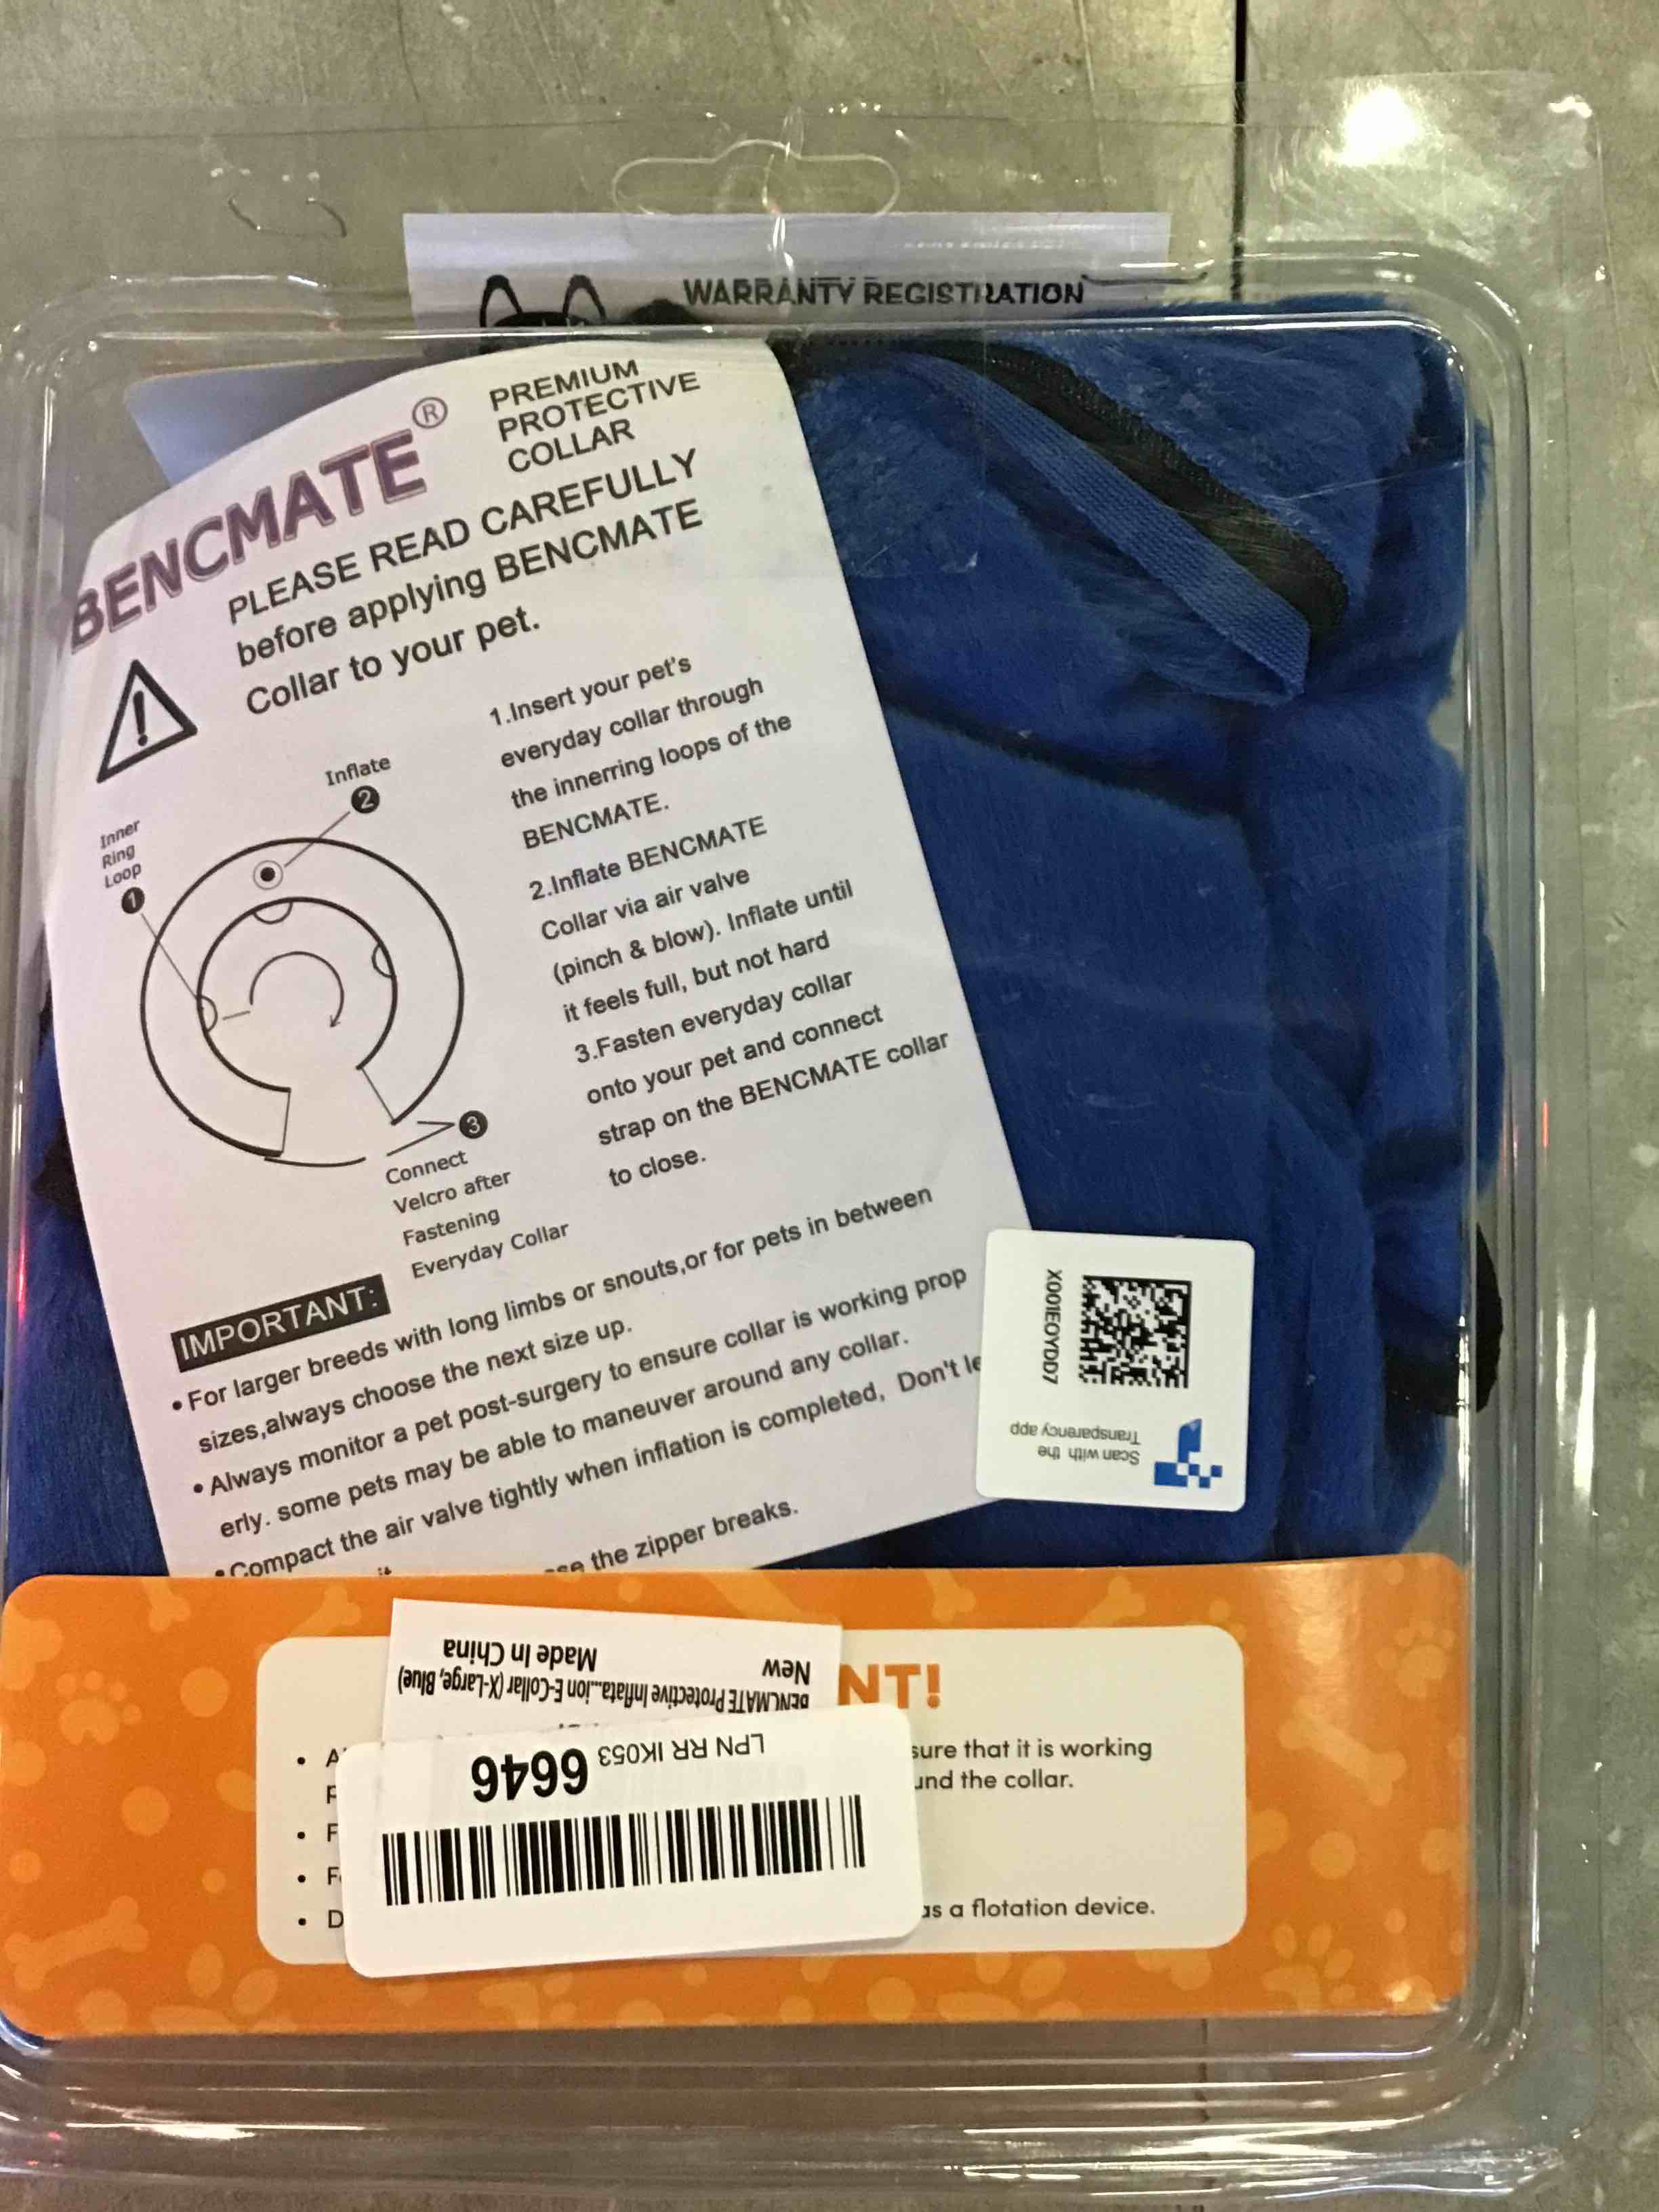 WARRANTY REGISTRATION
BENCMATE®
PREMIUM
PROTECTIVE
COLLAR
PLEASE READ CAREFULLY
before applying BENCMATE
Collar to your pet.
Inflate
2
Inner
Ring
Loop
1
3
Connect
Velcro after
Fastening
Everyday Collar
1.Insert your pet's
everyday collar through
the innerring loops of the
BENCMATE.
2.Inflate BENCMATE
Collar via air valve
(pinch & blow). Inflate until
it feels full, but not hard
3.Fasten everyday collar
onto your pet and connect
strap on the BENCMATE collar
to close.
IMPORTANT:
• For larger breeds with long limbs or snouts,or for pets in between
sizes,always choose the next size up.
• Always monitor a pet post-surgery to ensure collar is working prop
erly. some pets may be able to maneuver around any collar.
• Compact the air valve tightly when inflation is completed, Don't le
the zipper breaks.
X001EOYDD7
Scan with the
Transparency app
NT!
sure that it is working
und the collar.
as a flotation device.
BENCMATE Protective Inflata...ion E-Collar (X-Large, Blue)
New
Made In China
LPN RR IK053 6646